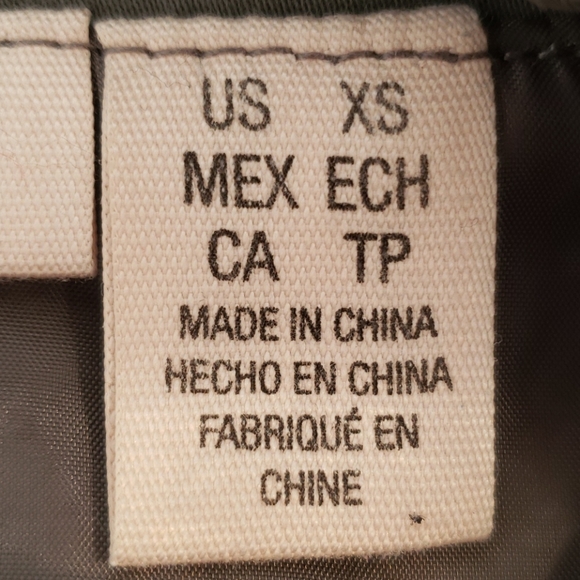 US XS
MEX ECH
CA TP
MADE IN CHINA
HECHO EN CHINA
FABRIQUÉ EN
CHINE